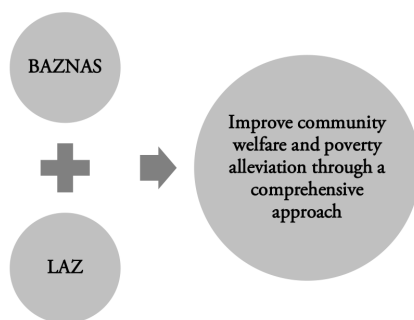 BAZNAS
LAZ
Improve community
welfare and poverty
alleviation through a
comprehensive
approach